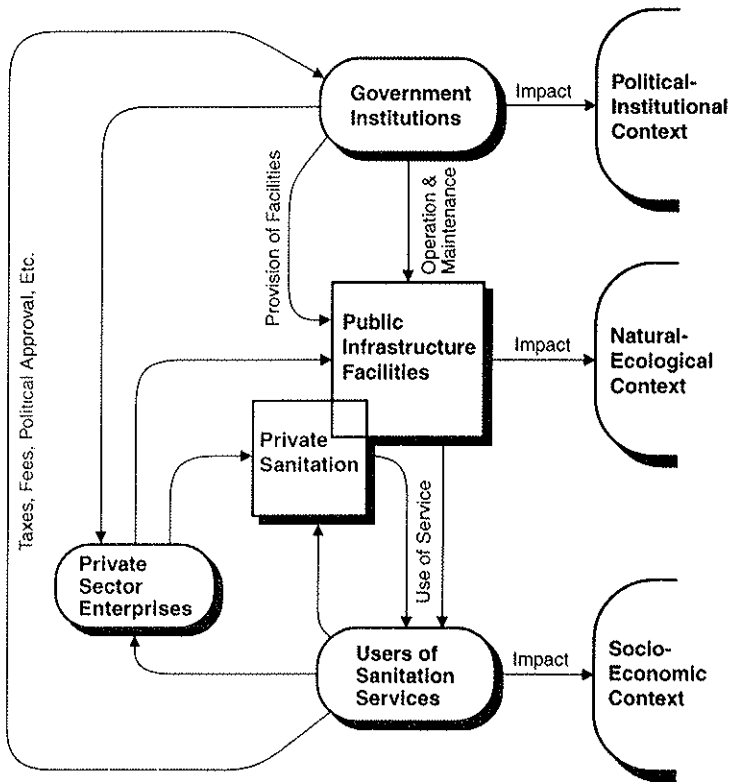 Government
Institutions
Impact
Political-
Institutional
Context
Provision of Facilities
Operation &
Maintenance
Taxes, Fees, Political Approval, Etc.
Public
Infrastructure
Facilities
Impact
Natural-
Ecological
Context
Private
Sanitation
Use of Service
Private
Sector
Enterprises
Users of
Sanitation
Services
Impact
Socio-
Economic
Context